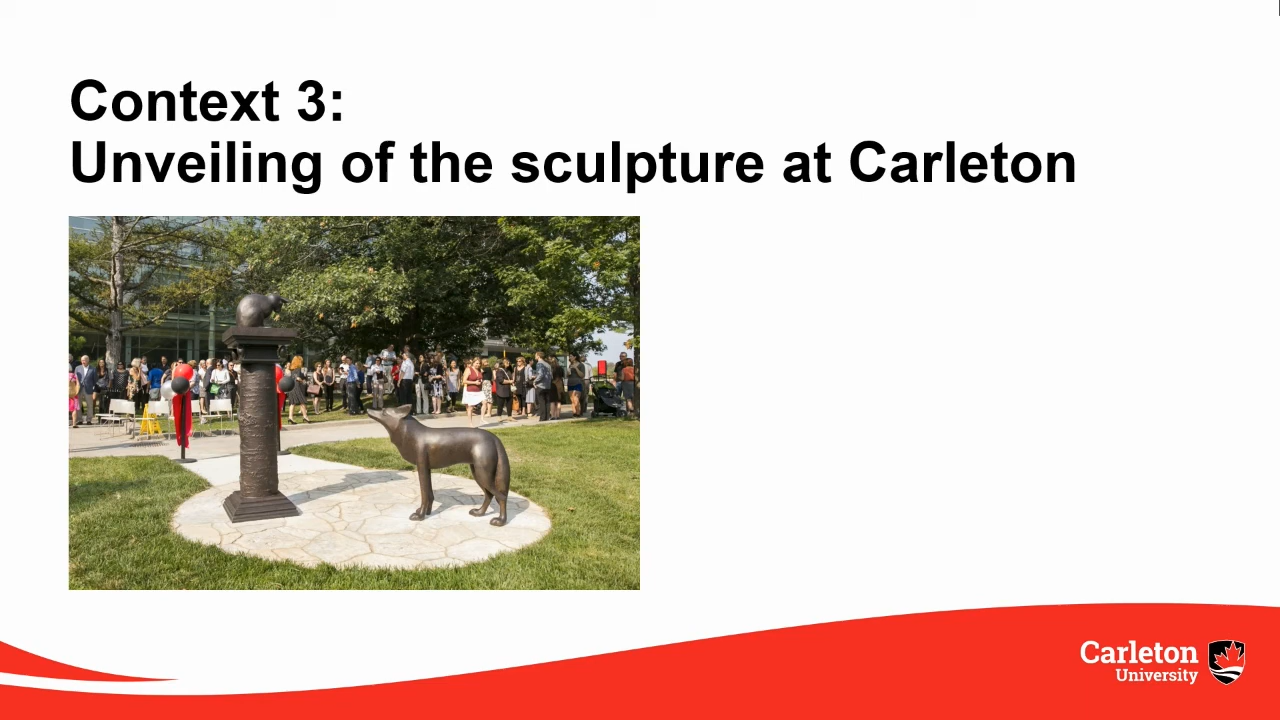 Context 3:
Unveiling of the sculpture at Carleton
Carleton
University